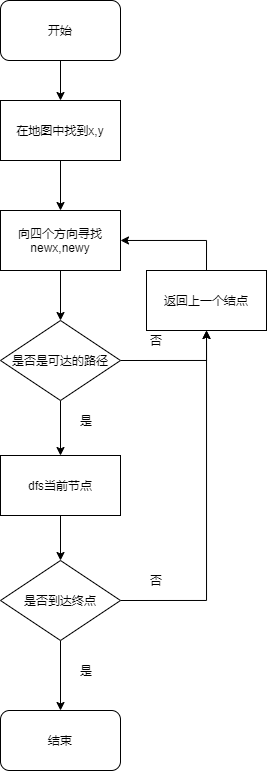 开始
在地图中找到x,y
向四个方向寻找
newx,newy
返回上一个结点
是否是可达的路径
否
是
dfs当前节点
是否到达终点
否
是
结束